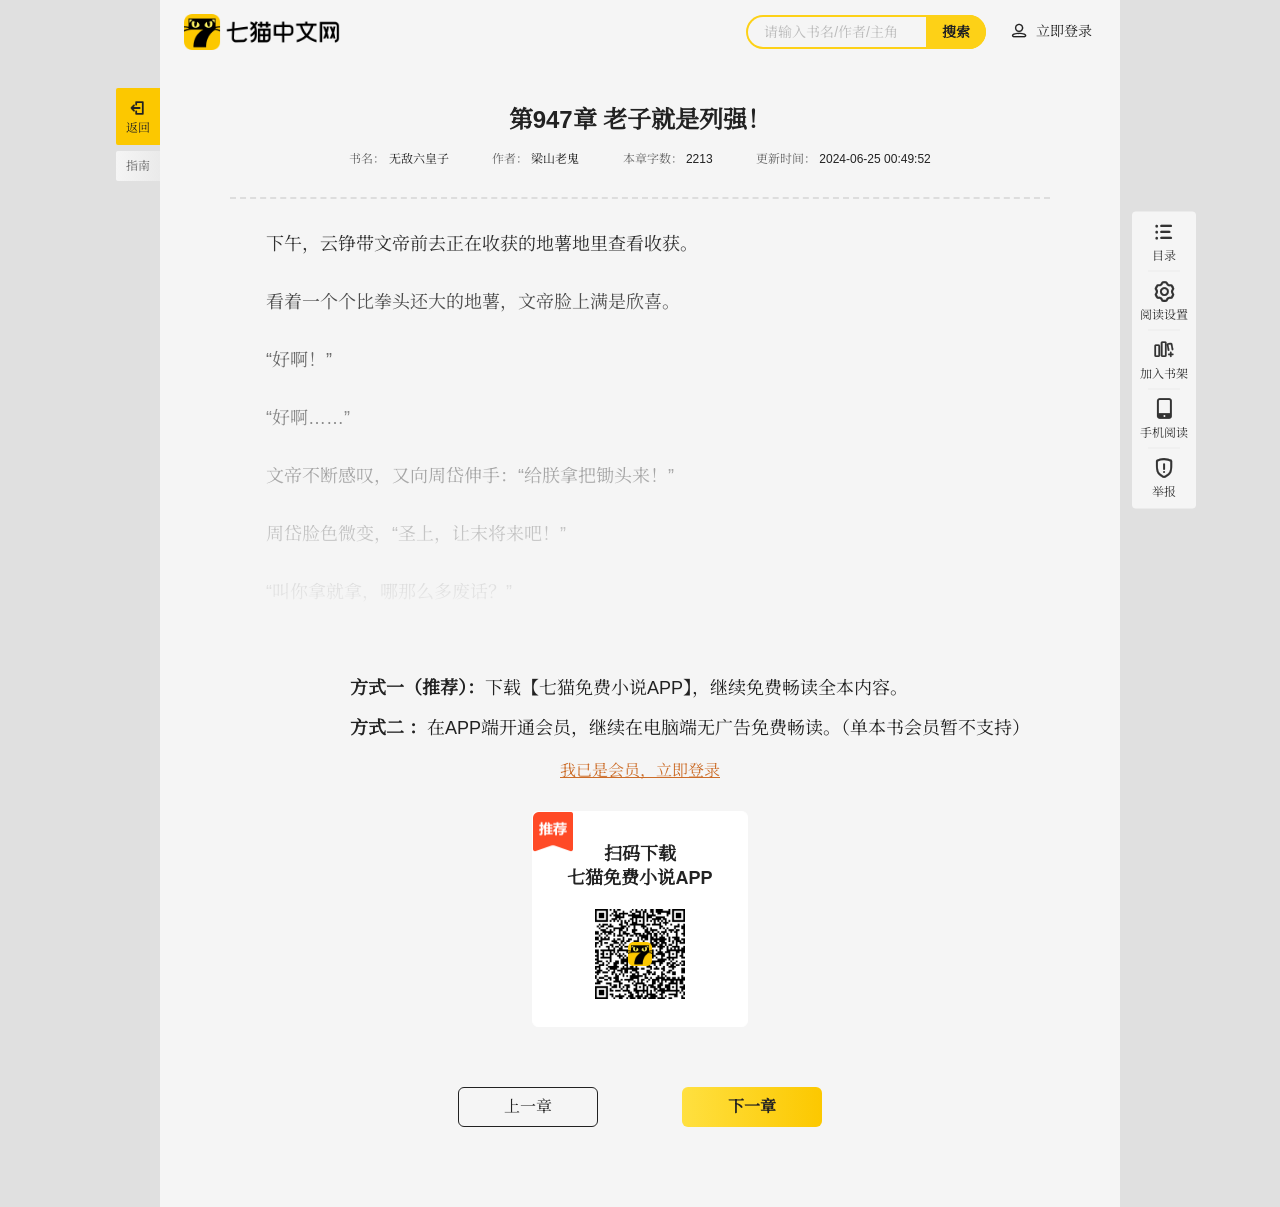 七猫中文网
请输入书名/作者/主角
搜索
立即登录
返回
指南
第947章 老子就是列强！
书名： 无敌六皇子 作者： 梁山老鬼 本章字数： 2213 更新时间： 2024-06-25 00:49:52
下午，云铮带文帝前去正在收获的地薯地里查看收获。
看着一个个比拳头还大的地薯，文帝脸上满是欣喜。
“好啊！”
“好啊……”
文帝不断感叹，又向周岱伸手：“给朕拿把锄头来！”
周岱脸色微变，“圣上，让末将来吧！”
“叫你拿就拿，哪那么多废话？”
目录
阅读设置
加入书架
手机阅读
举报
方式一（推荐）：下载【七猫免费小说APP】，继续免费畅读全本内容。
方式二 ：在APP端开通会员，继续在电脑端无广告免费畅读。（单本书会员暂不支持）
我已是会员，立即登录
推荐
扫码下载
七猫免费小说APP
上一章
下一章